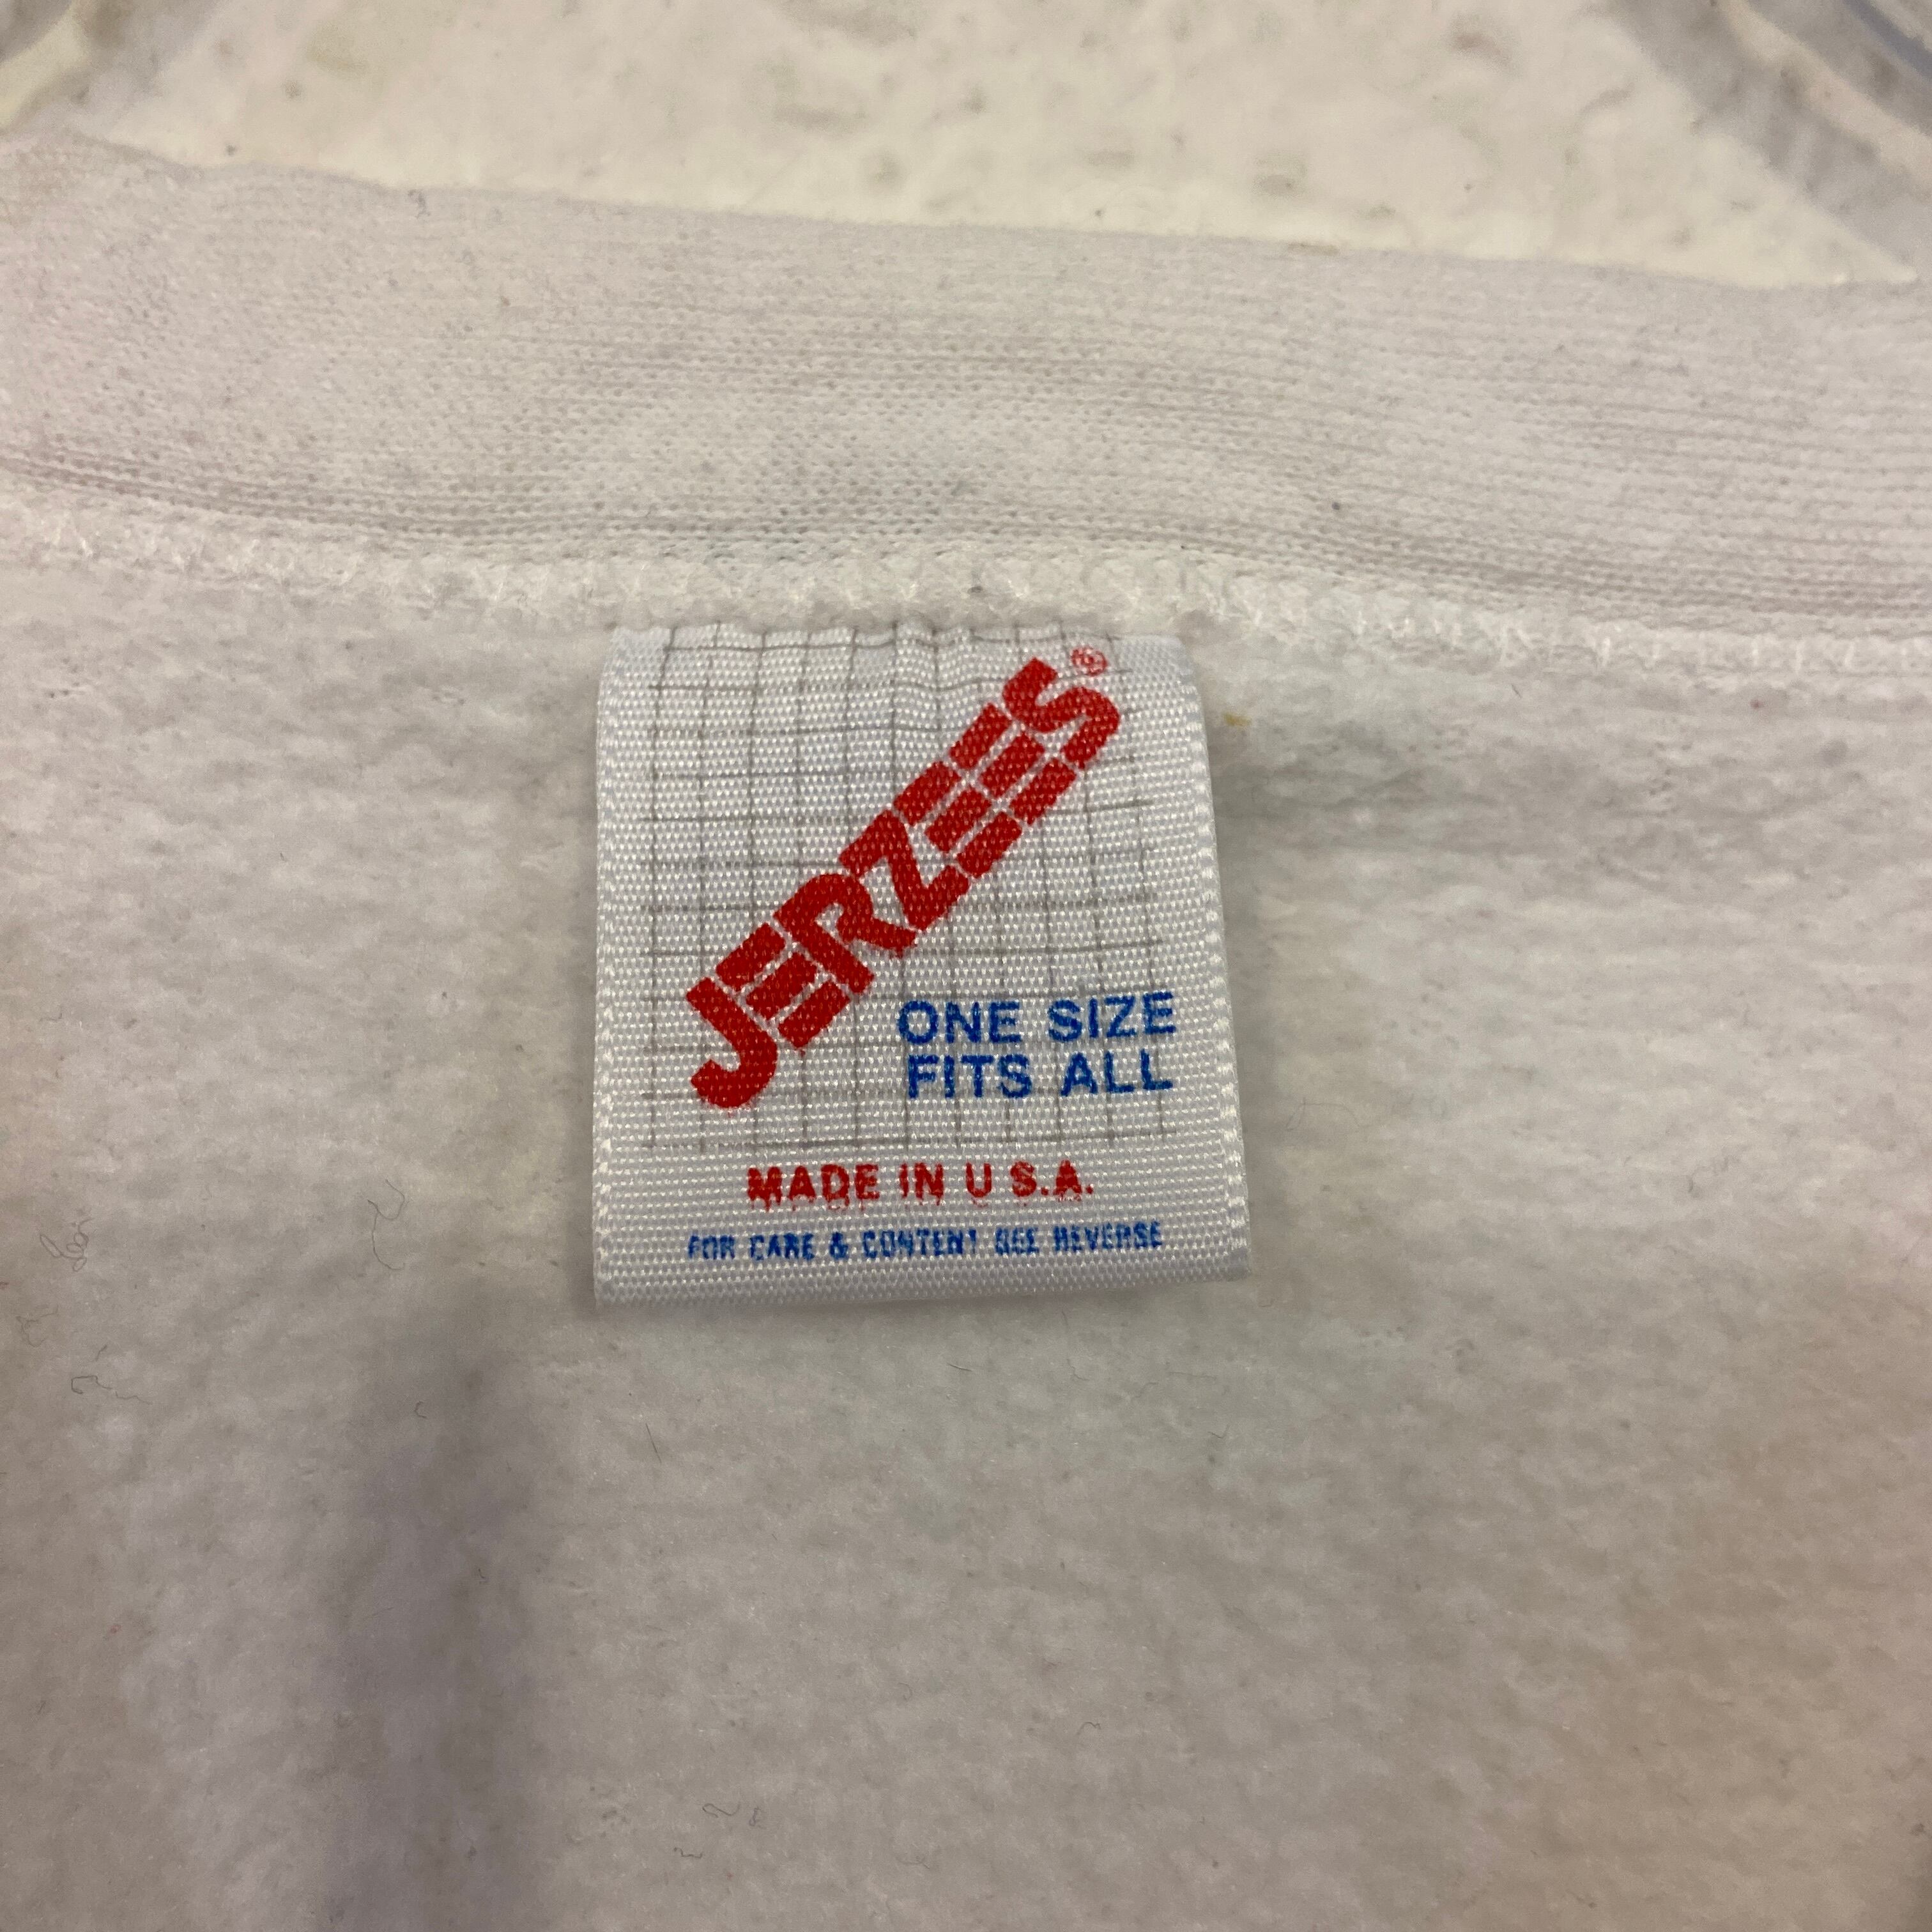 JERZEES®
ONE SIZE
FITS ALL
MADE IN U.S.A.
FOR CARE & CONTENT SEE REVERSE